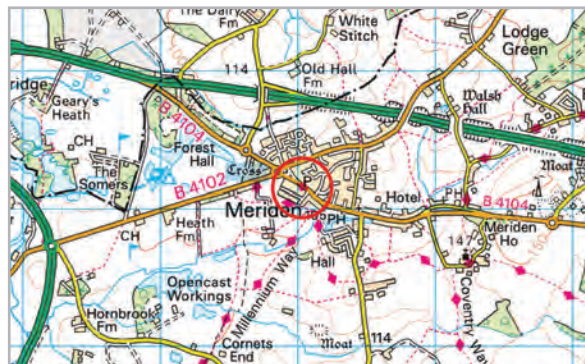 The Dairy
Fm
White
Stitch
Lodge
Green
114
Old Hall
Fm
Walsh
Hall
ridge
Geary's
Heath
B 4104
CH
Forest
Hall
Cross
The
Somers
B 4102
Moat
Hotel
PH
B 4104
Meriden
PH
Heath
Fm
CH
Meriden
Ho
Hall
147
Opencast
Workings
Millennium Way
Hornbrook
Fm
Cornets
End
Moat
114
Coventry Wa